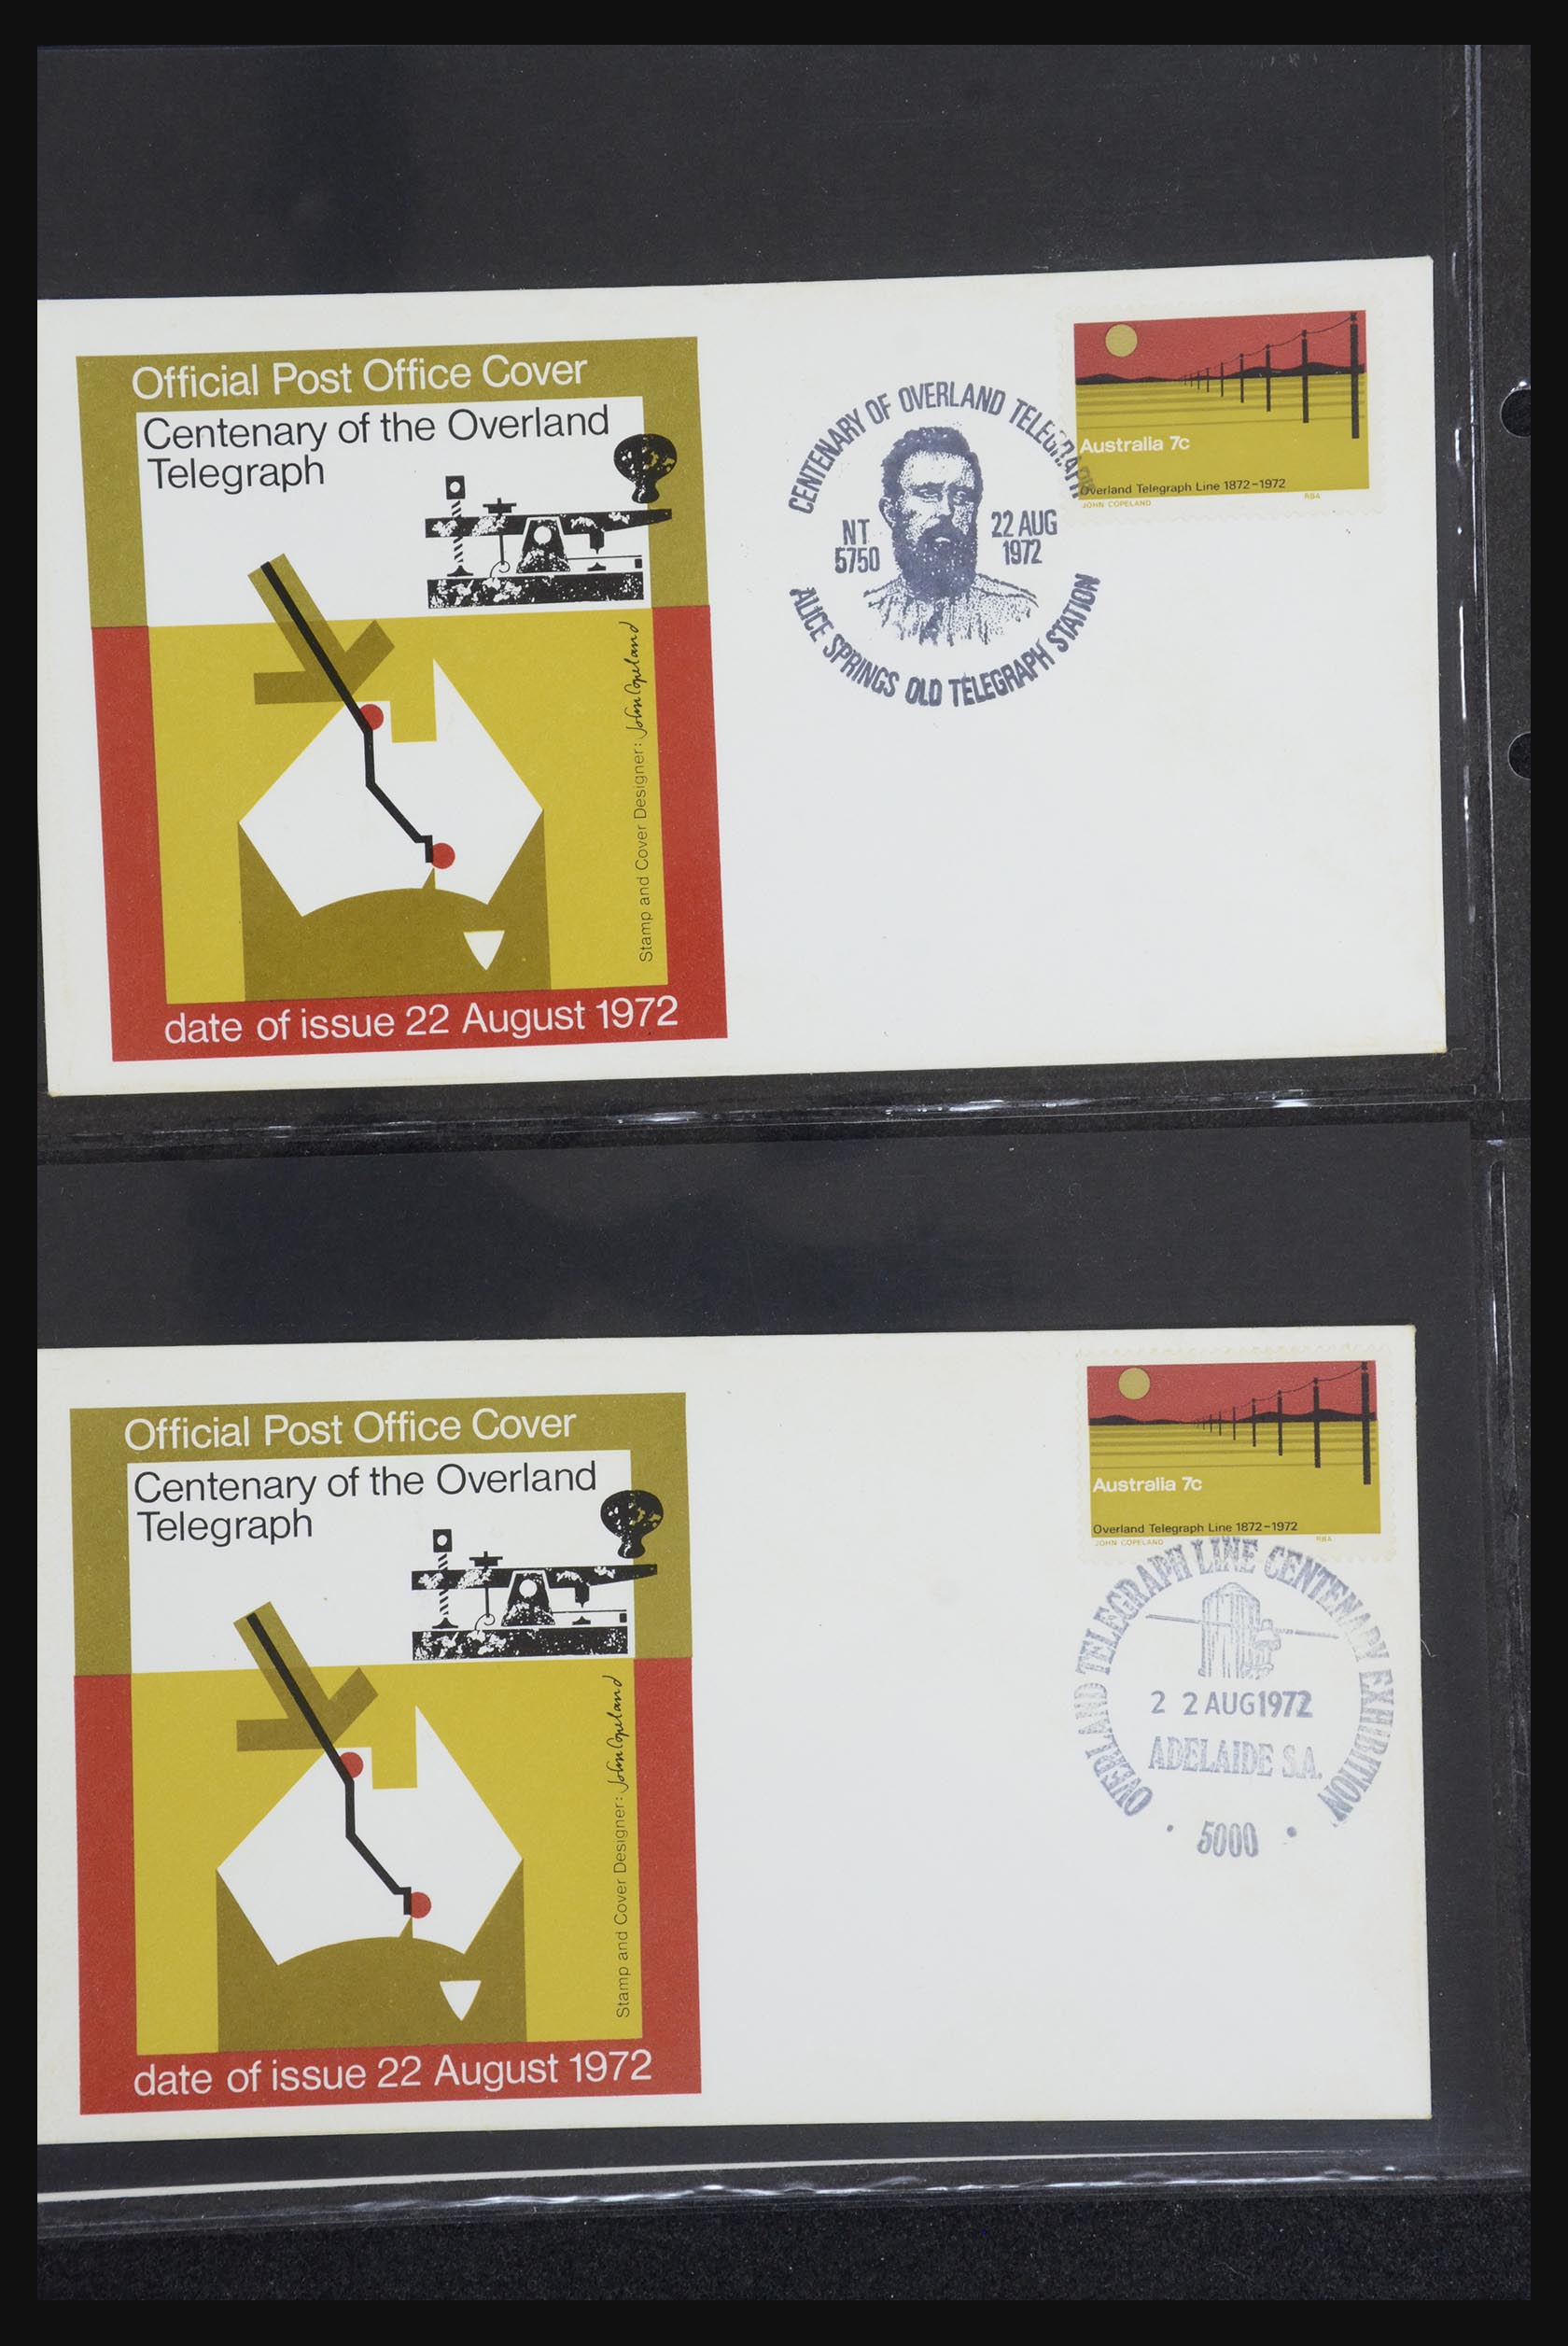 Official Post Office Cover
Centenary of the Overland
Telegraph
Stamp and Cover Designer: John Copeland
date of issue 22 August 1972
CENTENARY OF OVERLAND TELEGRAPH
NT
5750
22 AUG
1972
ALICE SPRINGS OLD TELEGRAPH STATION
Australia 7c
Overland Telegraph Line 1872-1972
JOHN COPELAND
RBA
Official Post Office Cover
Centenary of the Overland
Telegraph
Stamp and Cover Designer: John Copeland
date of issue 22 August 1972
Australia 7c
Overland Telegraph Line 1872-1972
JOHN COPELAND
RBA
OVERLAND TELEGRAPH LINE CENTENARY EXHIBITION
2 2 AUG 1972
ADELAIDE S.A.
· 5000 ·